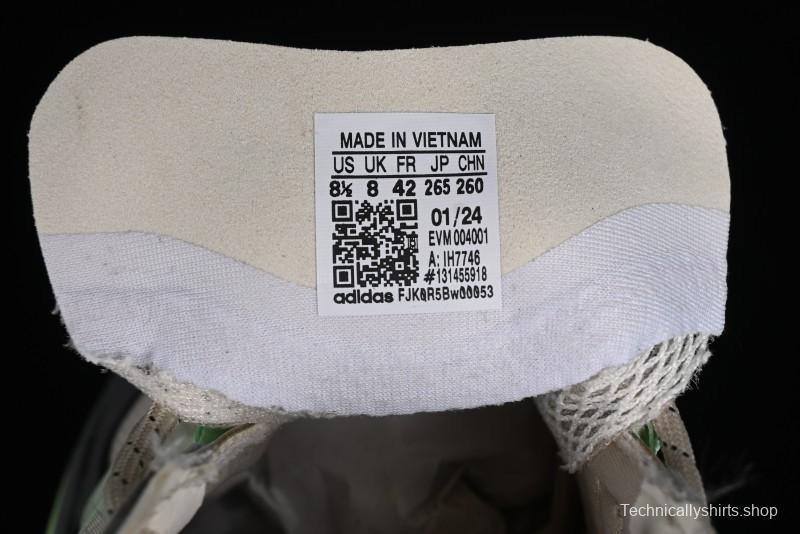 MADE IN VIETNAM
US UK FR JP CHN
8½ 8 42 265 260
01/24
EVM 004001
A: IH7746
#131455918
adidas FJK0R5Bw00053
Technicallyshirts.shop